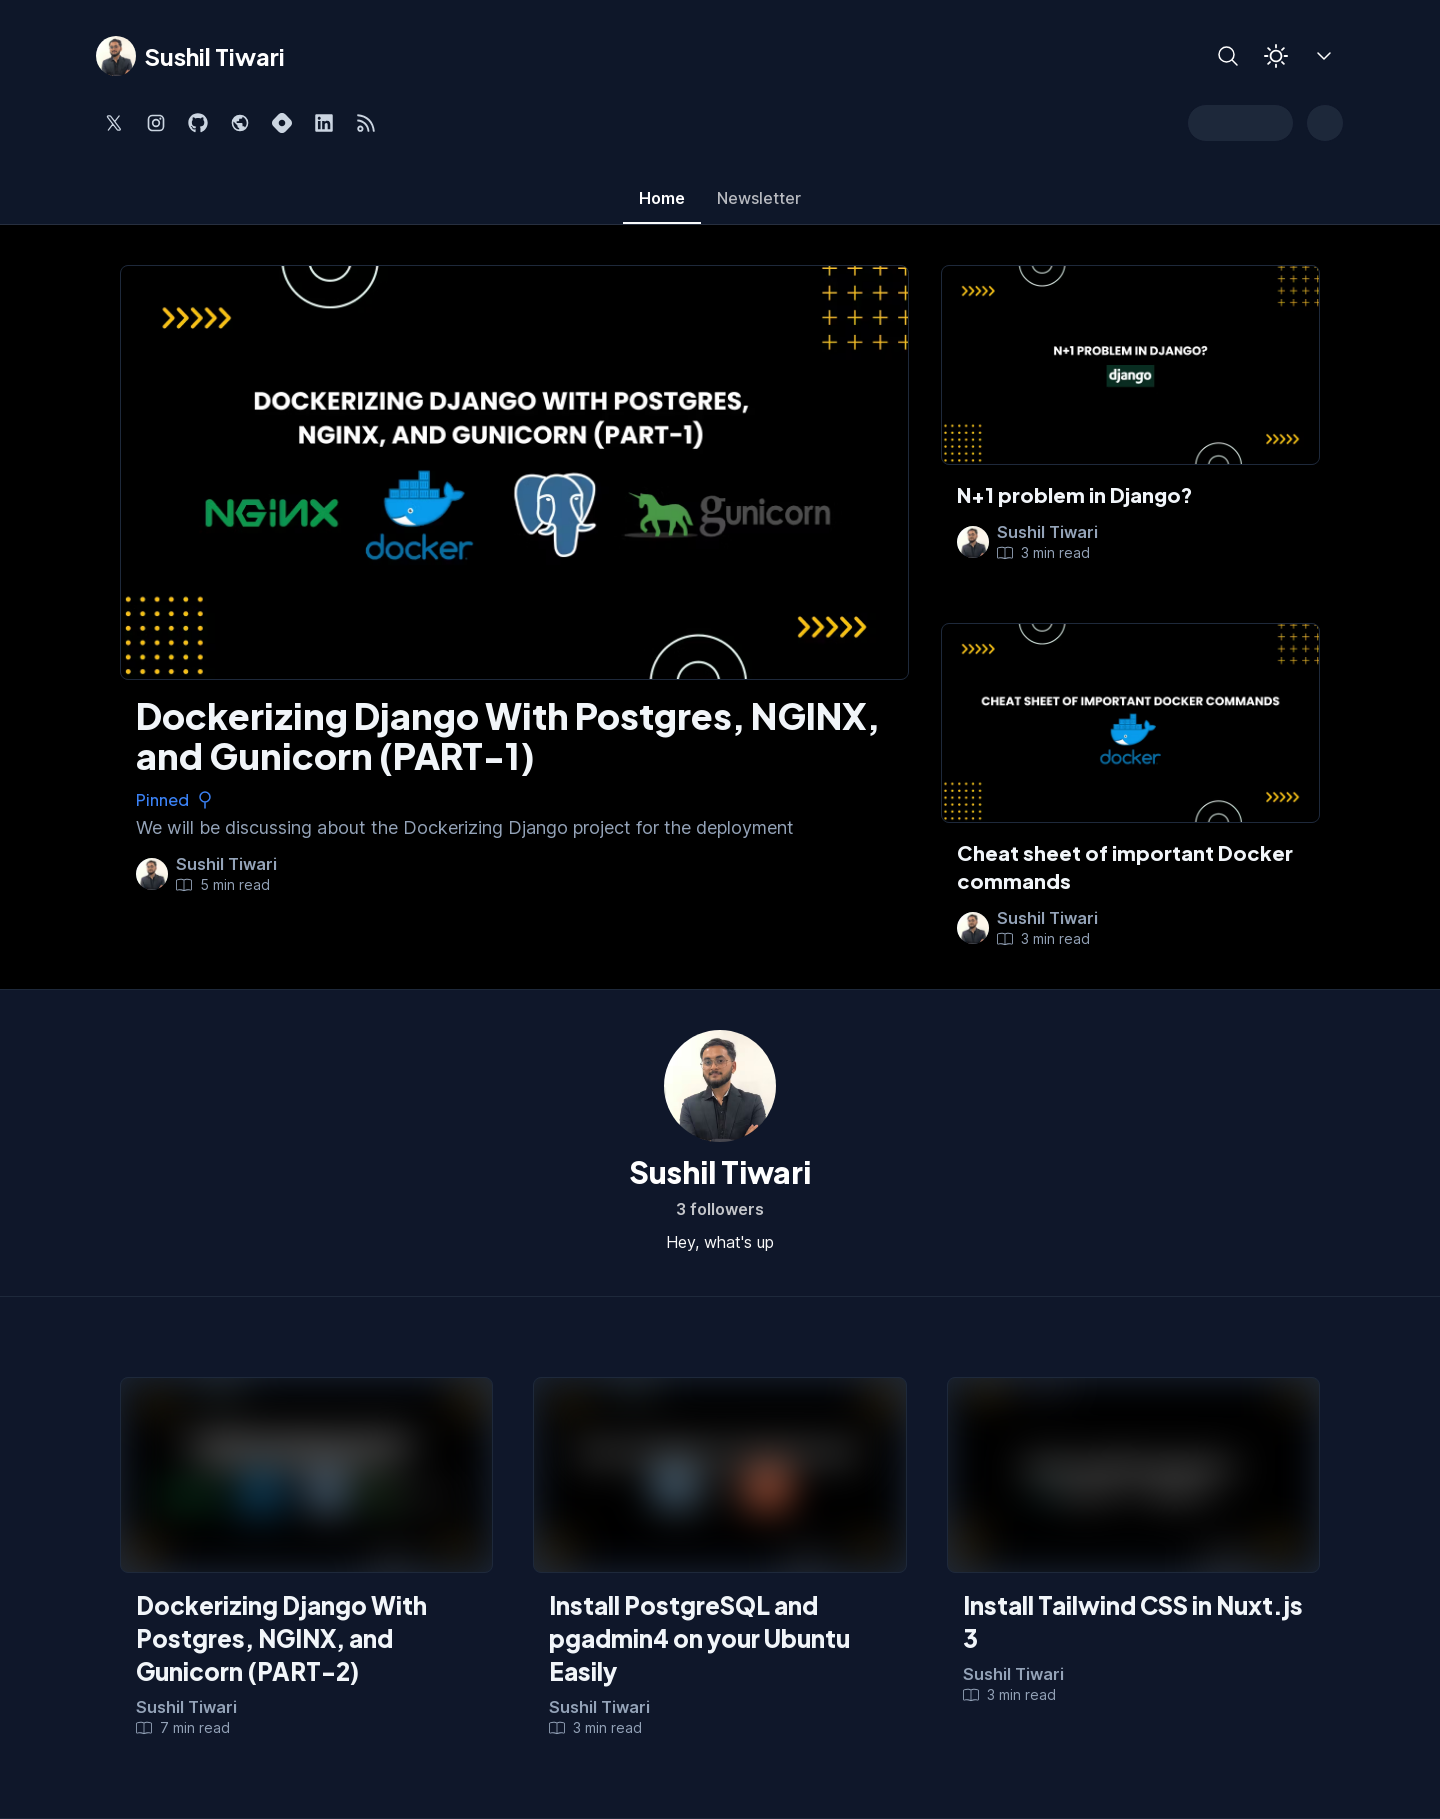 Sushil Tiwari
Home
Newsletter
DOCKERIZING DJANGO WITH POSTGRES,
NGINX, AND GUNICORN (PART-1)
NGINX
docker
gunicorn
Dockerizing Django With Postgres, NGINX,
and Gunicorn (PART-1)
Pinned
We will be discussing about the Dockerizing Django project for the deployment
Sushil Tiwari
5 min read
N+1 PROBLEM IN DJANGO?
django
N+1 problem in Django?
Sushil Tiwari
3 min read
CHEAT SHEET OF IMPORTANT DOCKER COMMANDS
docker
Cheat sheet of important Docker
commands
Sushil Tiwari
3 min read
Sushil Tiwari
3 followers
Hey, what's up
Dockerizing Django With
Postgres, NGINX, and
Gunicorn (PART-2)
Sushil Tiwari
7 min read
Install PostgreSQL and
pgadmin4 on your Ubuntu
Easily
Sushil Tiwari
3 min read
Install Tailwind CSS in Nuxt.js
3
Sushil Tiwari
3 min read